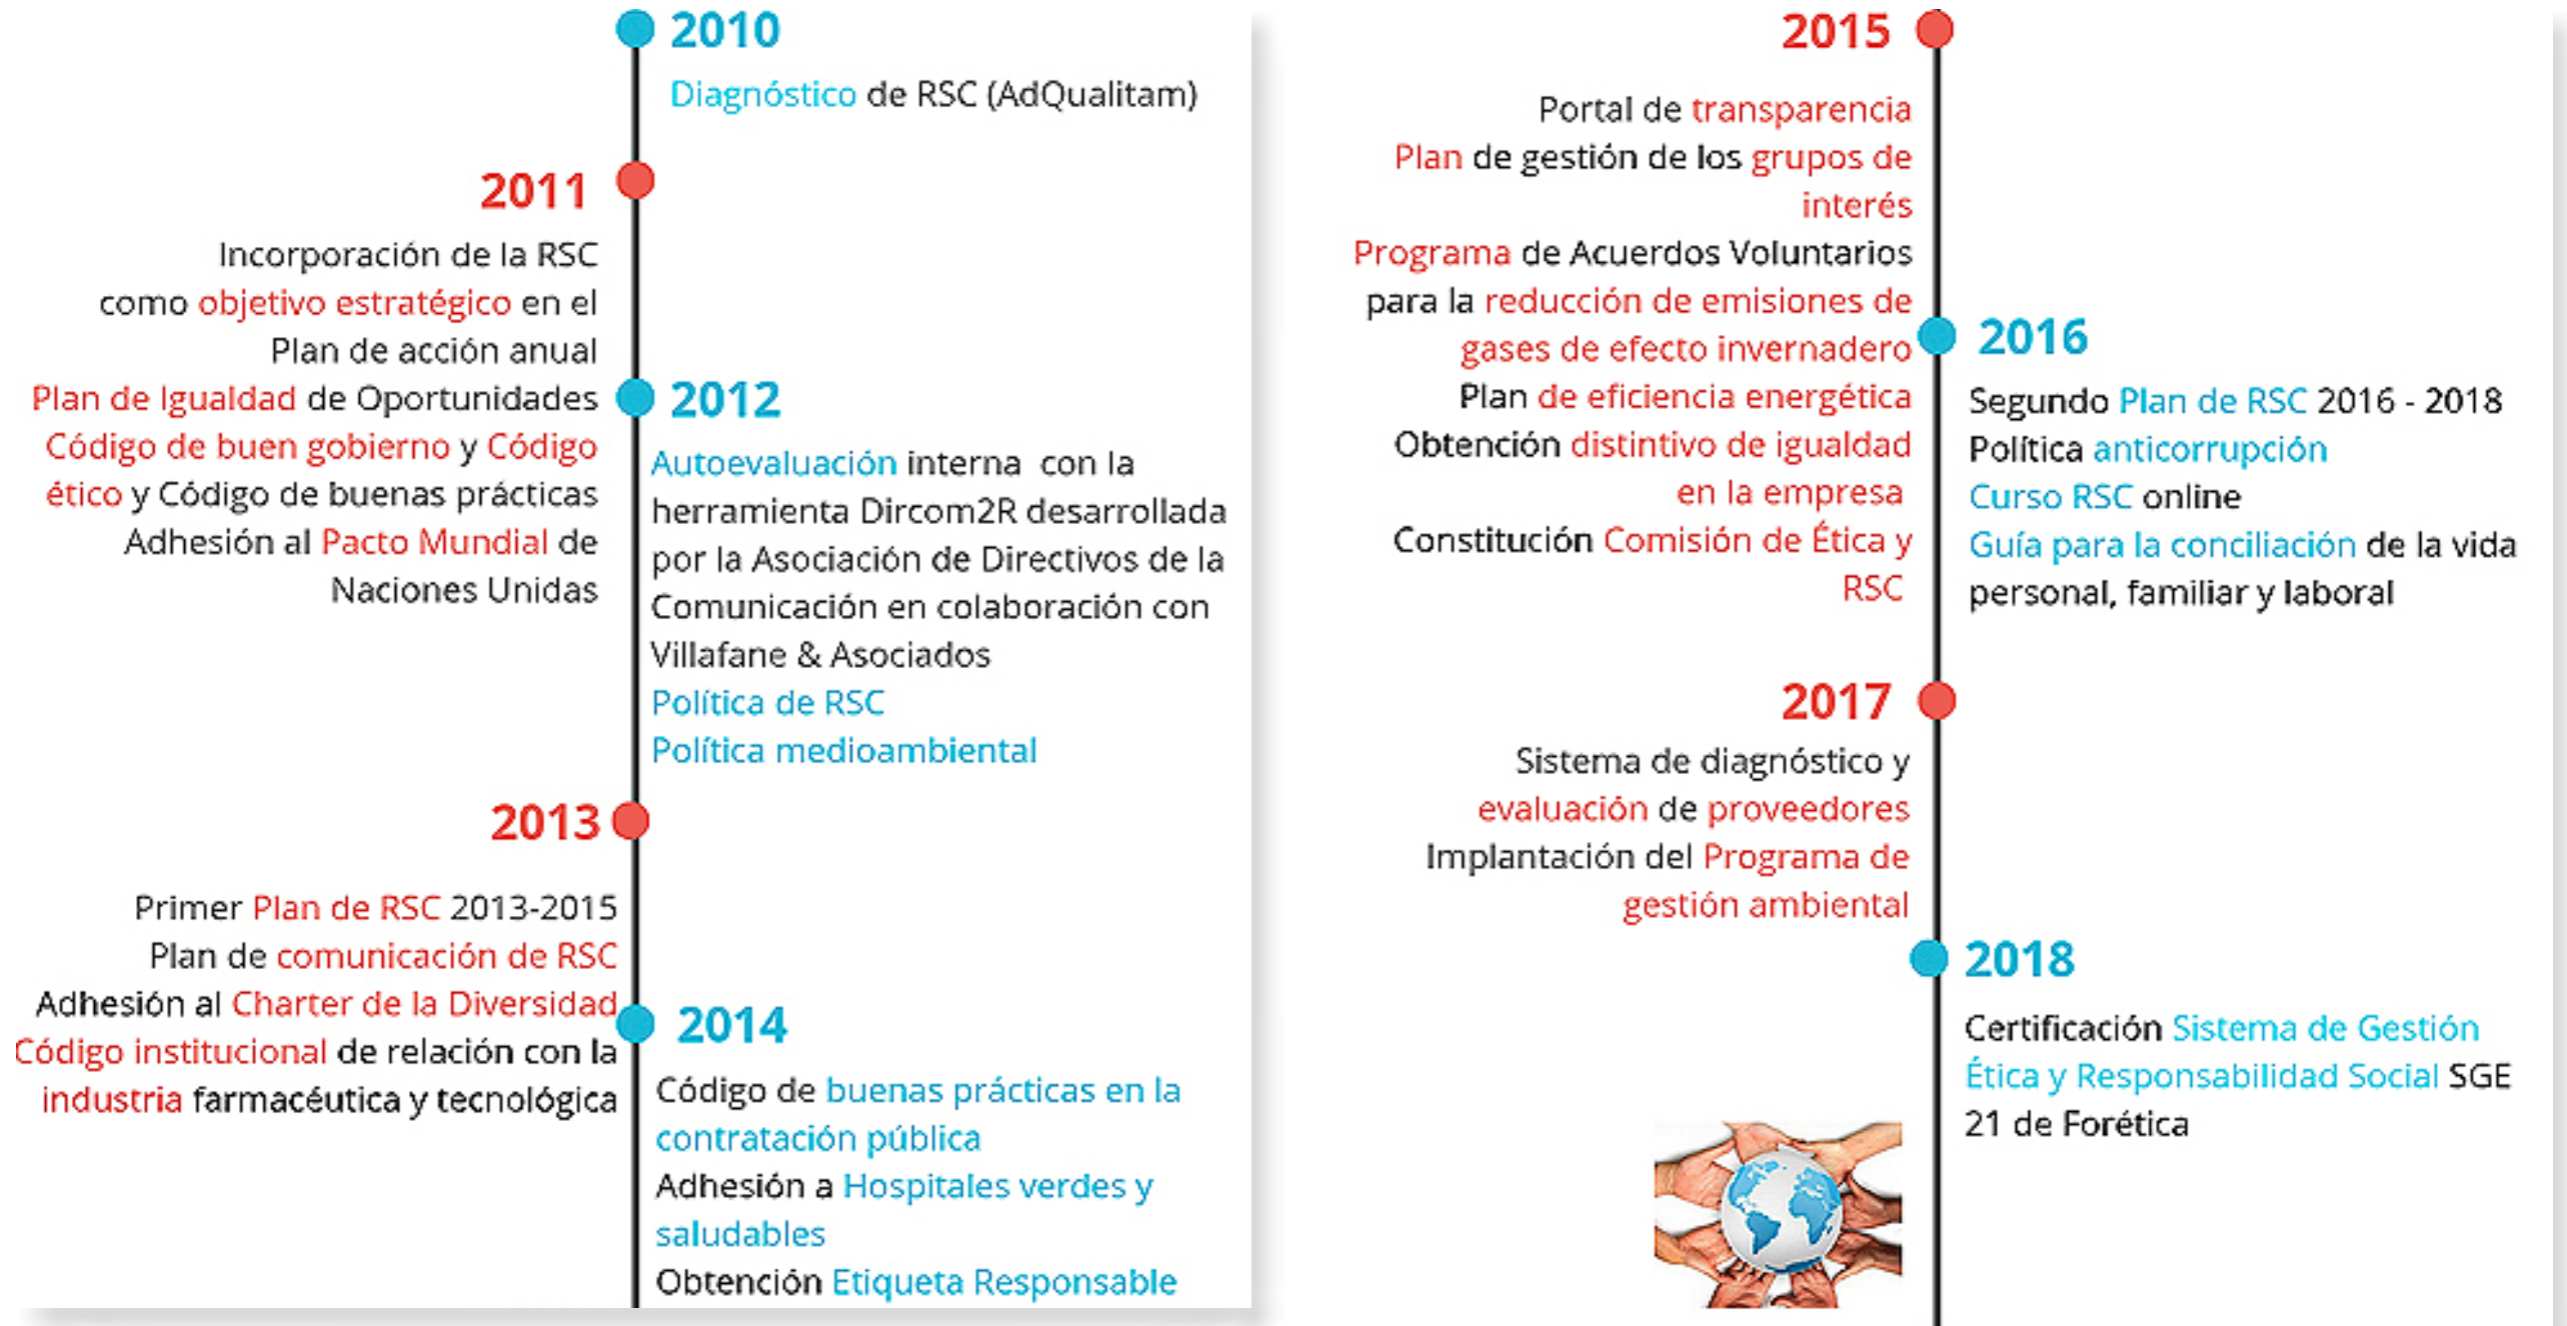 2010
Diagnóstico de RSC (AdQualitam)
2011
Incorporación de la RSC
como objetivo estratégico en el
Plan de acción anual
Plan de Igualdad de Oportunidades
Código de buen gobierno y Código
ético y Código de buenas prácticas
Adhesión al Pacto Mundial de
Naciones Unidas
2012
Autoevaluación interna con la
herramienta Dircom2R desarrollada
por la Asociación de Directivos de la
Comunicación en colaboración con
Villafane & Asociados
Política de RSC
Política medioambiental
2013
Primer Plan de RSC 2013-2015
Plan de comunicación de RSC
Adhesión al Charter de la Diversidad
Código institucional de relación con la
industria farmacéutica y tecnológica
2014
Código de buenas prácticas en la
contratación pública
Adhesión a Hospitales verdes y
saludables
Obtención Etiqueta Responsable
2015
Portal de transparencia
Plan de gestión de los grupos de
interés
Programa de Acuerdos Voluntarios
para la reducción de emisiones de
gases de efecto invernadero
Plan de eficiencia energética
Obtención distintivo de igualdad
en la empresa
Constitución Comisión de Ética y
RSC
2016
Segundo Plan de RSC 2016 - 2018
Política anticorrupción
Curso RSC online
Guía para la conciliación de la vida
personal, familiar y laboral
2017
Sistema de diagnóstico y
evaluación de proveedores
Implantación del Programa de
gestión ambiental
2018
Certificación Sistema de Gestión
Ética y Responsabilidad Social SGE
21 de Forética